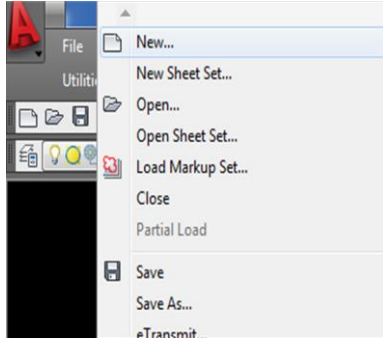 File
New...
New Sheet Set...
Utiliti
Open...
Open Sheet Set...
Load Markup Set...
Close
Partial Load
Save
Save As...
eTransmit...